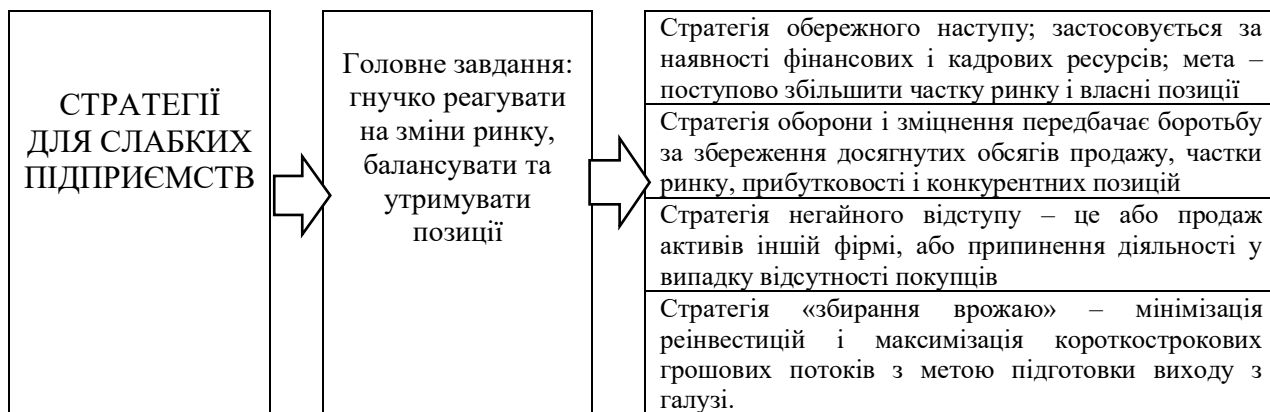 СТРАТЕГІЇ
ДЛЯ СЛАБКИХ
ПІДПРИЄМСТВ
Головне завдання:
гнучко реагувати
на зміни ринку,
балансувати та
утримувати
позиції
Стратегія обережного наступу; застосовується за
наявності фінансових і кадрових ресурсів; мета –
поступово збільшити частку ринку і власні позиції
Стратегія оборони і зміцнення передбачає боротьбу
за збереження досягнутих обсягів продажу, частки
ринку, прибутковості і конкурентних позицій
Стратегія негайного відступу – це або продаж
активів іншій фірмі, або припинення діяльності у
випадку відсутності покупців
Стратегія «збирання врожаю» – мінімізація
реінвестицій і максимізація короткострокових
грошових потоків з метою підготовки виходу з
галузі.